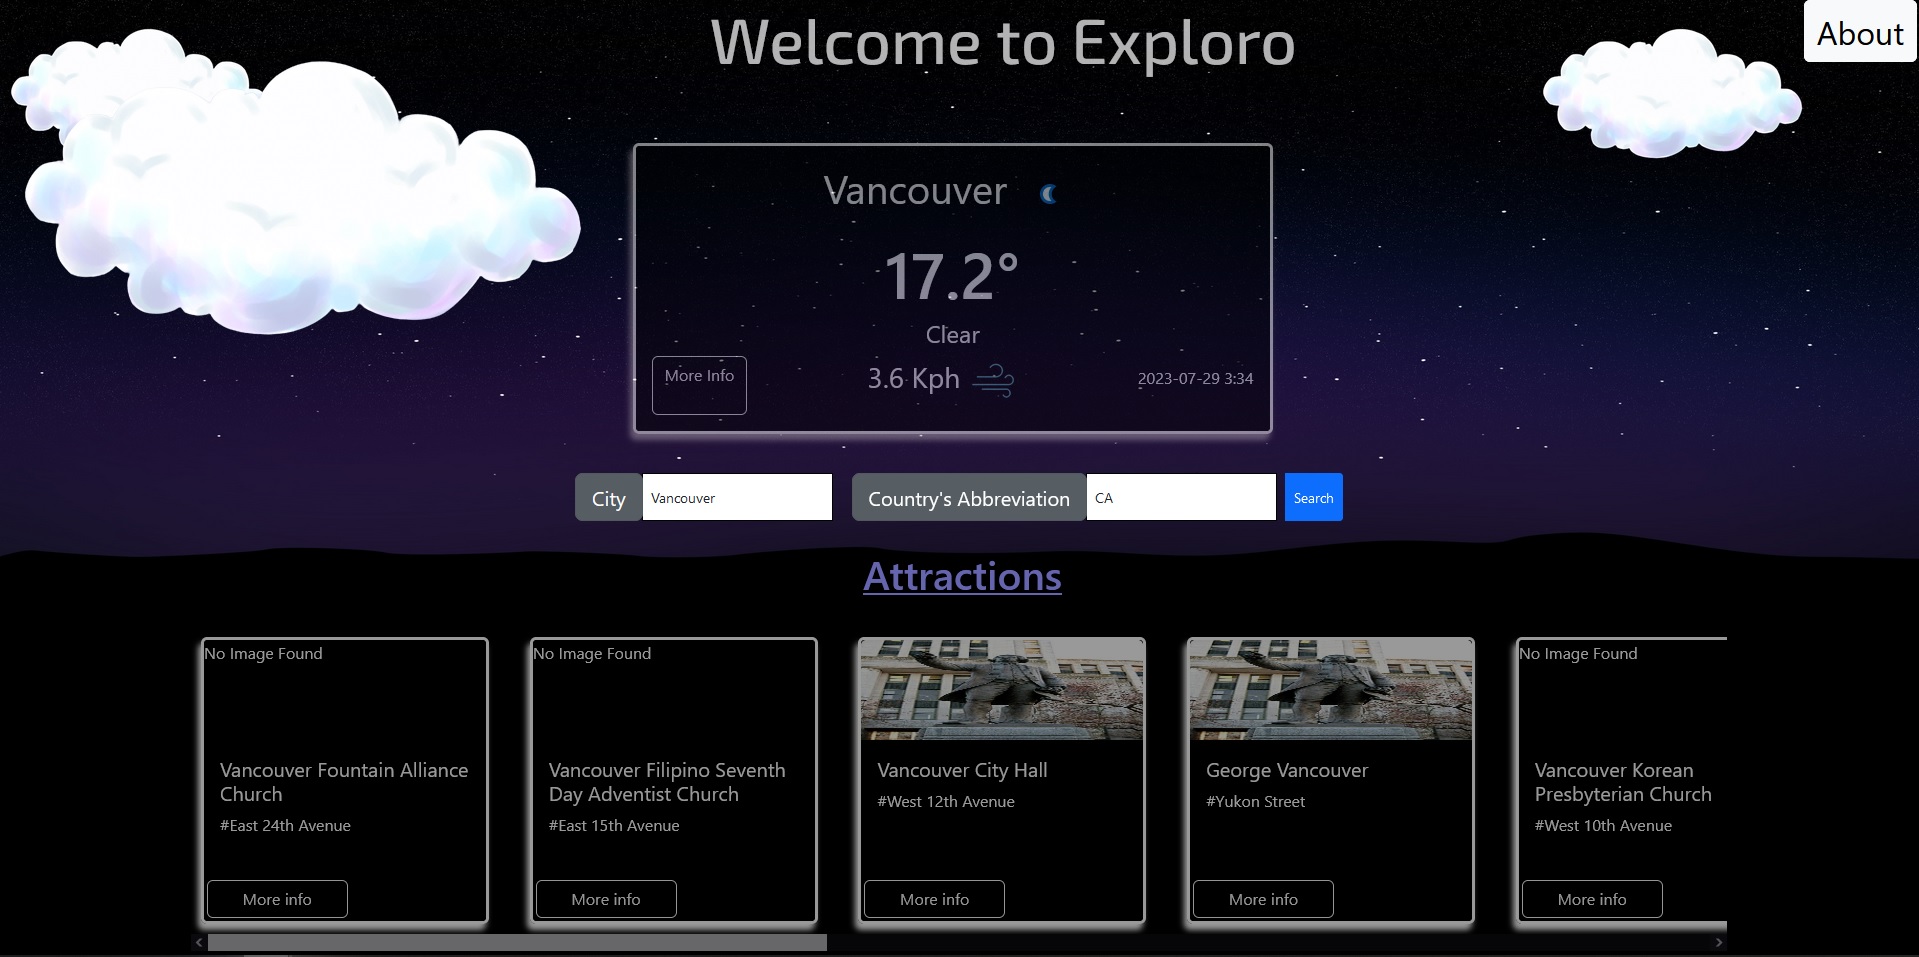 Welcome to Exploro
About
Vancouver
17.2°
Clear
More Info
3.6 Kph
2023-07-29 3:34
City
Vancouver
Country's Abbreviation
CA
Search
Attractions
No Image Found
Vancouver Fountain Alliance
Church
#East 24th Avenue
More info
No Image Found
Vancouver Filipino Seventh
Day Adventist Church
#East 15th Avenue
More info
Vancouver City Hall
#West 12th Avenue
More info
George Vancouver
#Yukon Street
More info
No Image Found
Vancouver Korean
Presbyterian Church
#West 10th Avenue
More info